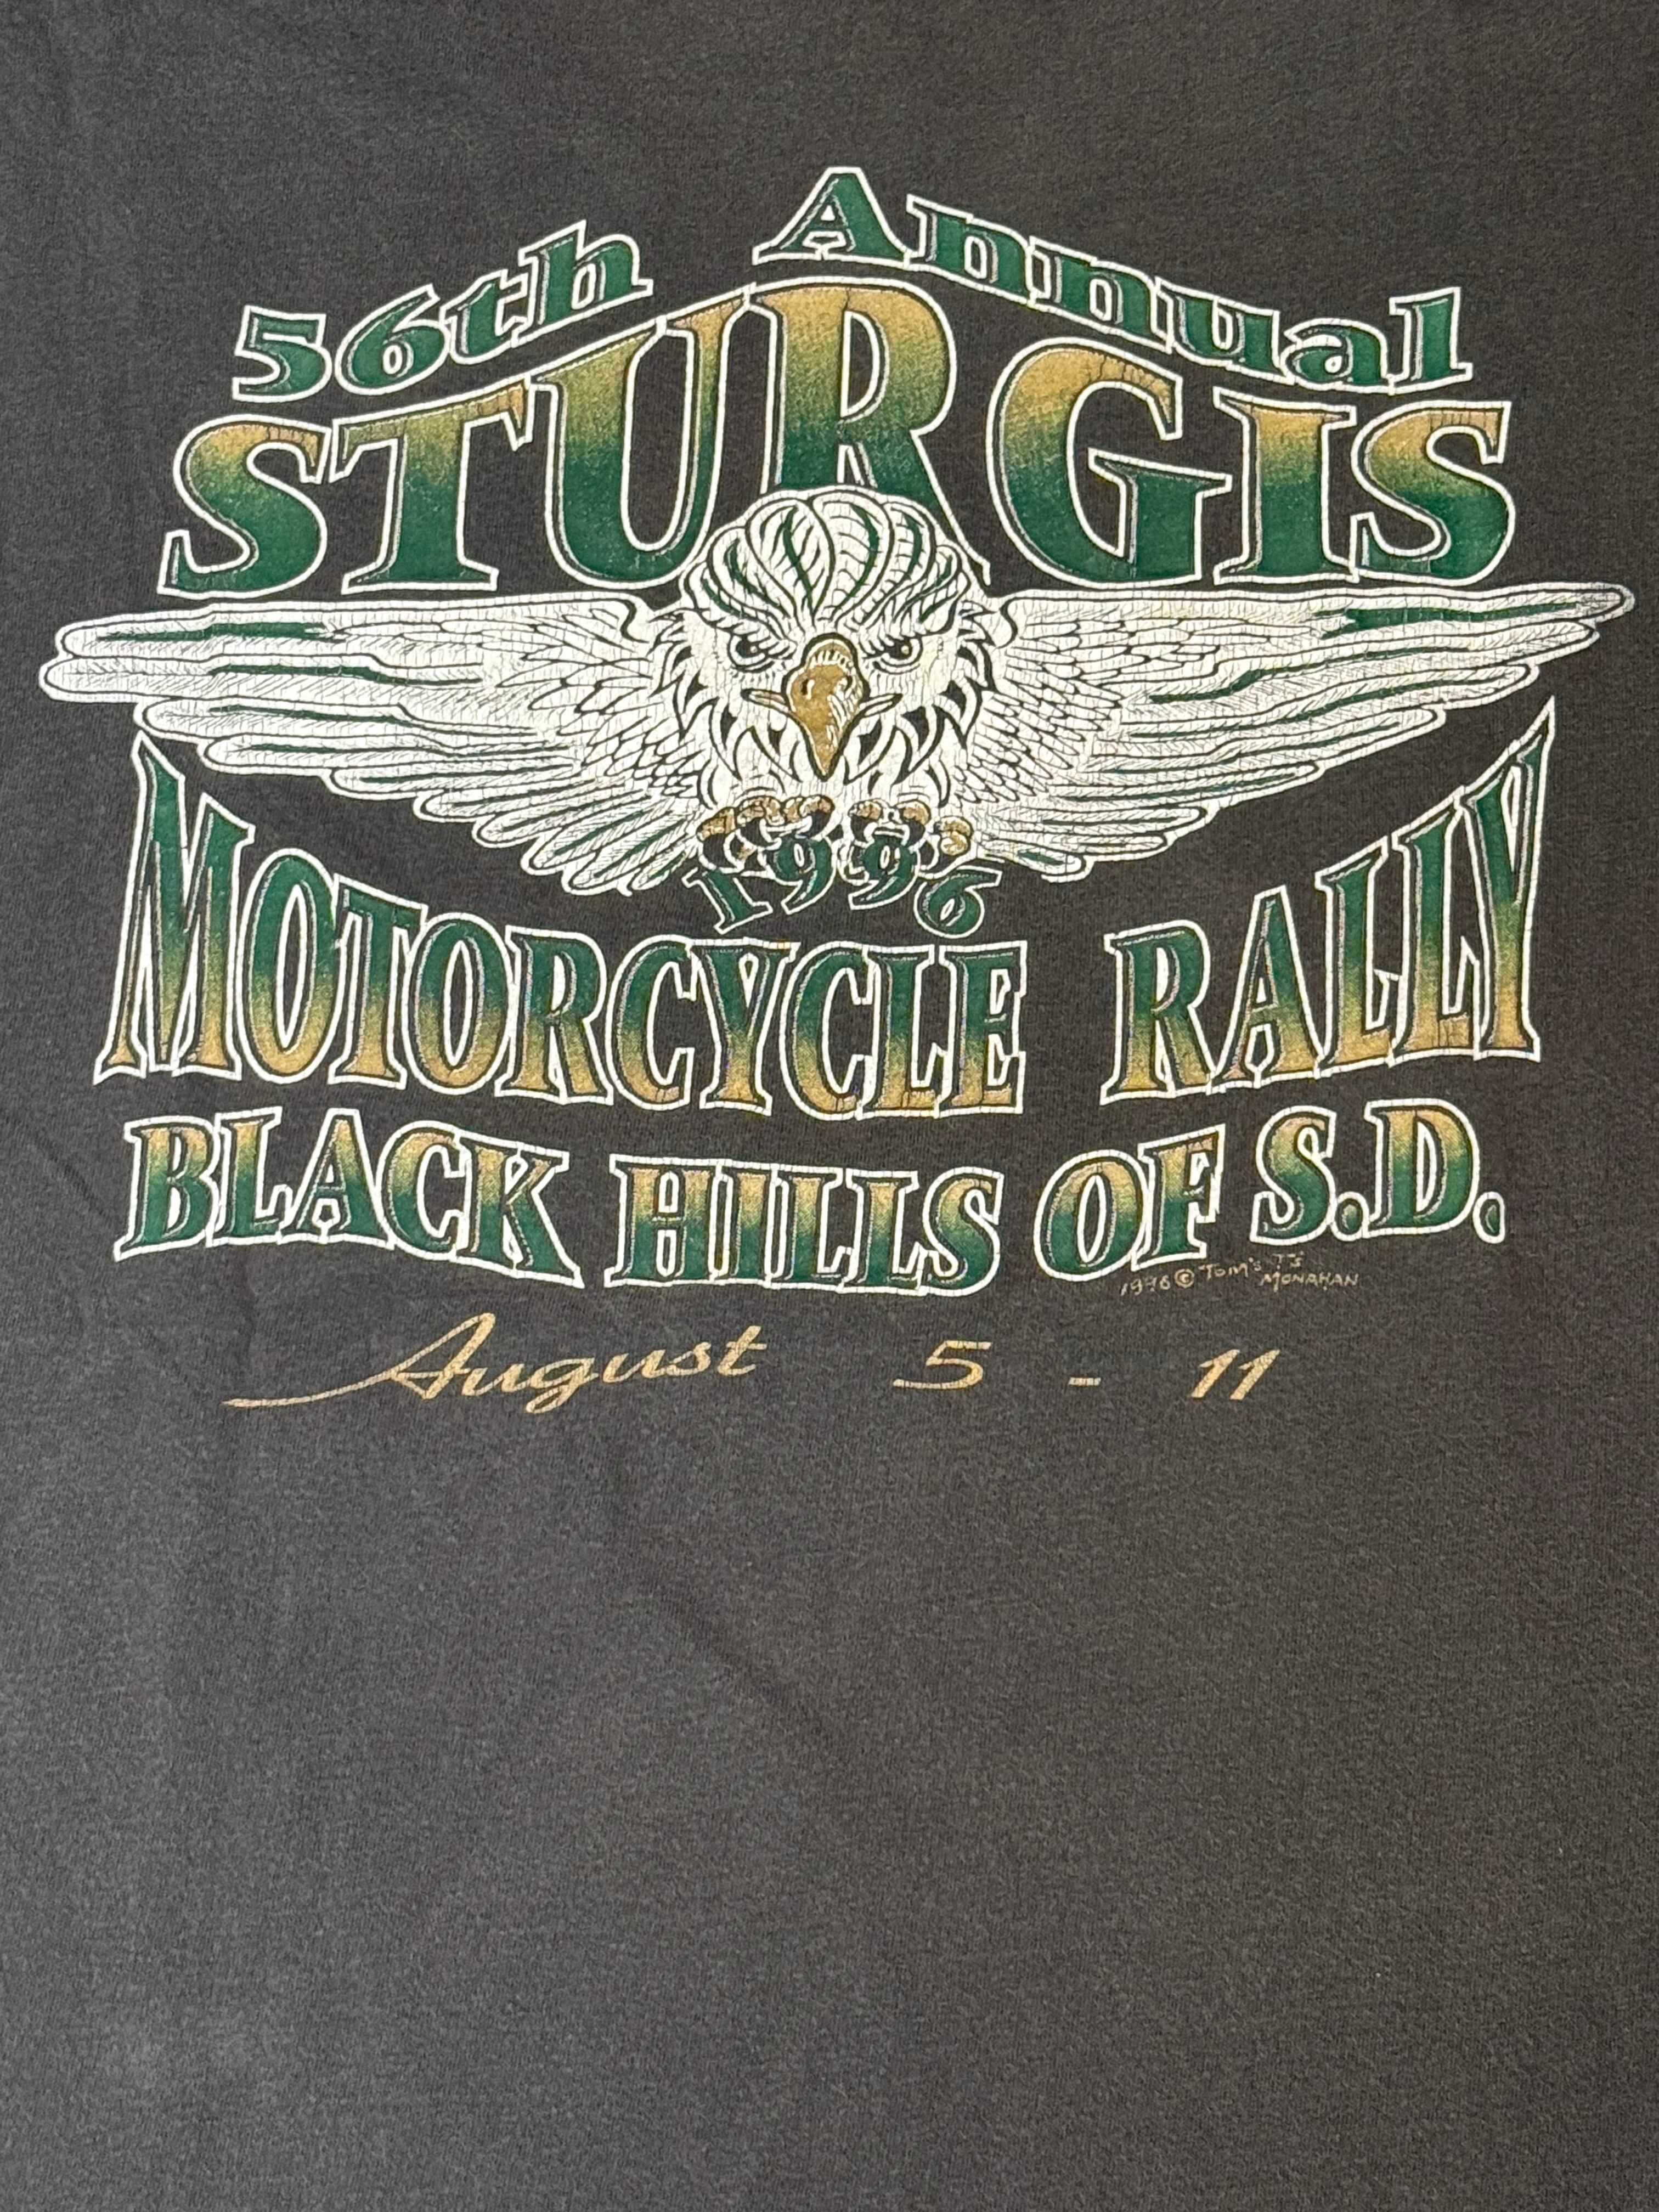 56th Annual
STURGIS
1996
MOTORCYCLE RALLY
BLACK HILLS OF S.D.
1996 © Tom's T's
MONAHAN
August 5 - 11